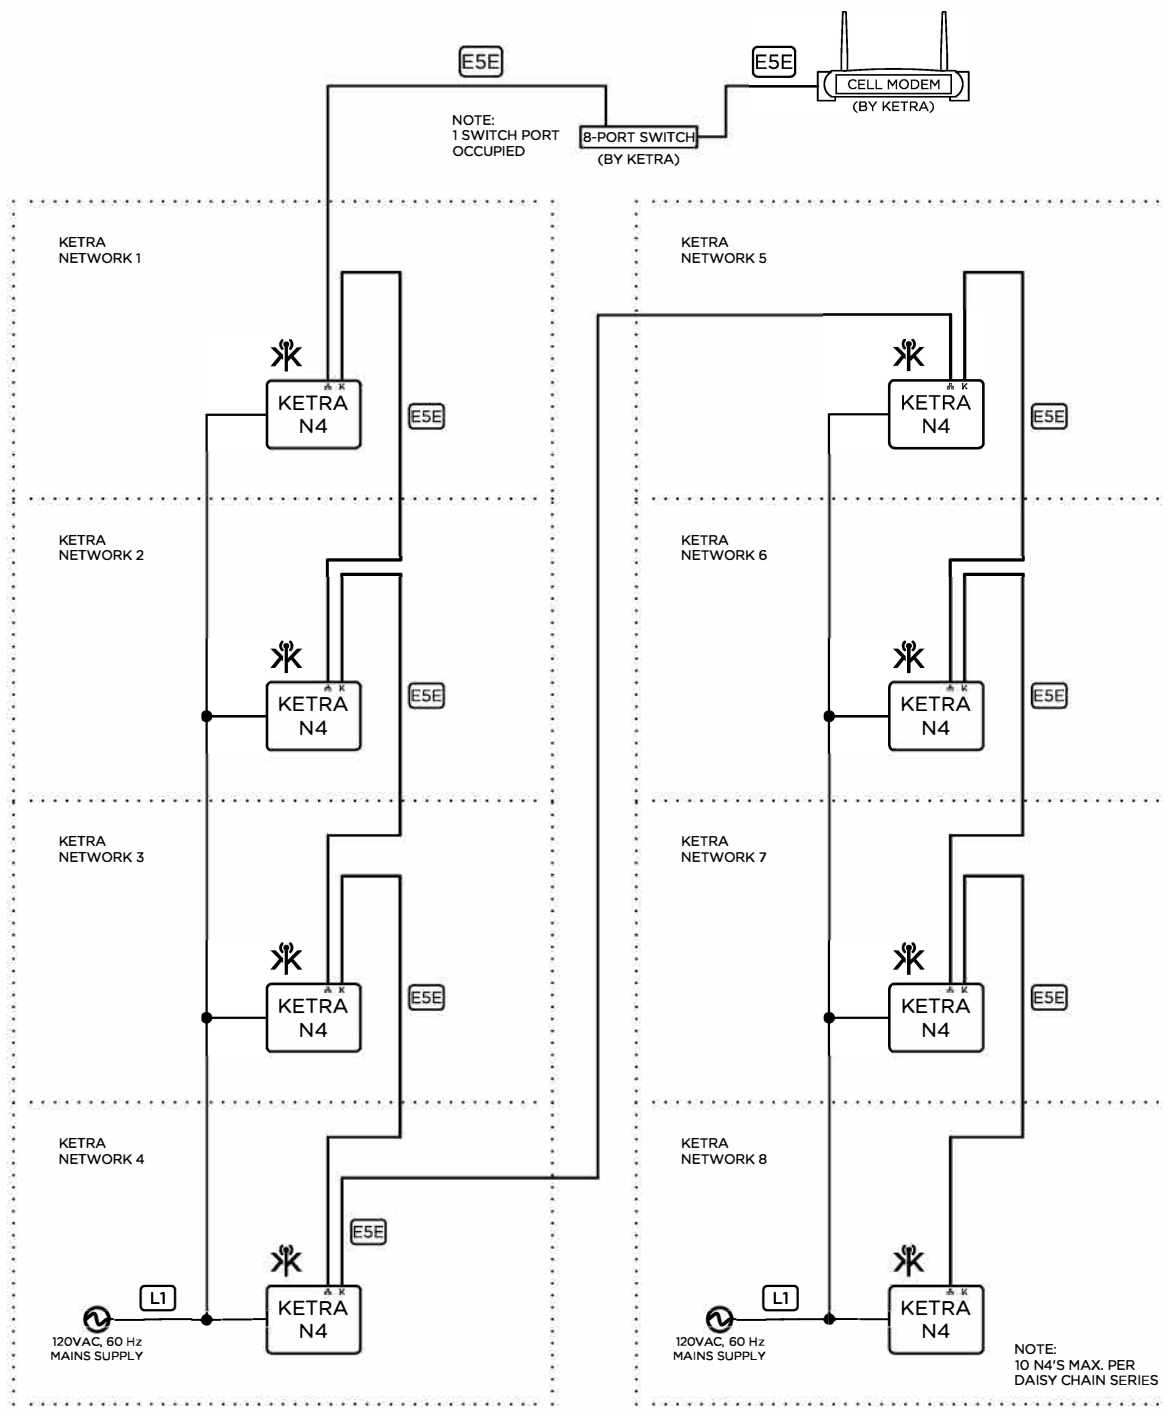 E5E
E5E
CELL MODEM
(BY KETRA)
NOTE:
1 SWITCH PORT
OCCUPIED
8-PORT SWITCH
(BY KETRA)
KETRA
NETWORK 1
K
KETRA
N4
E5E
KETRA
NETWORK 2
K
KETRA
N4
E5E
KETRA
NETWORK 3
K
KETRA
N4
E5E
KETRA
NETWORK 4
E5E
K
KETRA
N4
L1
120VAC, 60 Hz
MAINS SUPPLY
KETRA
NETWORK 5
K
KETRA
N4
E5E
KETRA
NETWORK 6
K
KETRA
N4
E5E
KETRA
NETWORK 7
K
KETRA
N4
E5E
KETRA
NETWORK 8
K
KETRA
N4
L1
120VAC, 60 Hz
MAINS SUPPLY
NOTE:
10 N4'S MAX. PER
DAISY CHAIN SERIES